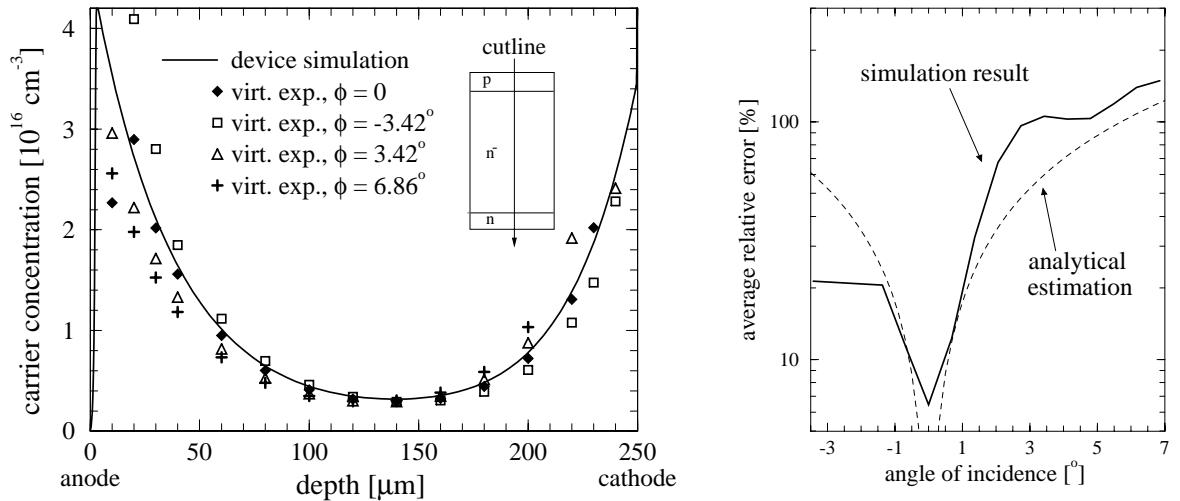 4
3
2
1
0
carrier concentration [10^16 cm^-3]
device simulation
virt. exp., ϕ = 0
virt. exp., ϕ = -3.42°
virt. exp., ϕ = 3.42°
virt. exp., ϕ = 6.86°
cutline
p
n⁻
n
0 50 100 150 200 250
anode depth [μm] cathode
100
10
average relative error [%]
simulation result
analytical
estimation
-3 -1 1 3 5 7
angle of incidence [°]